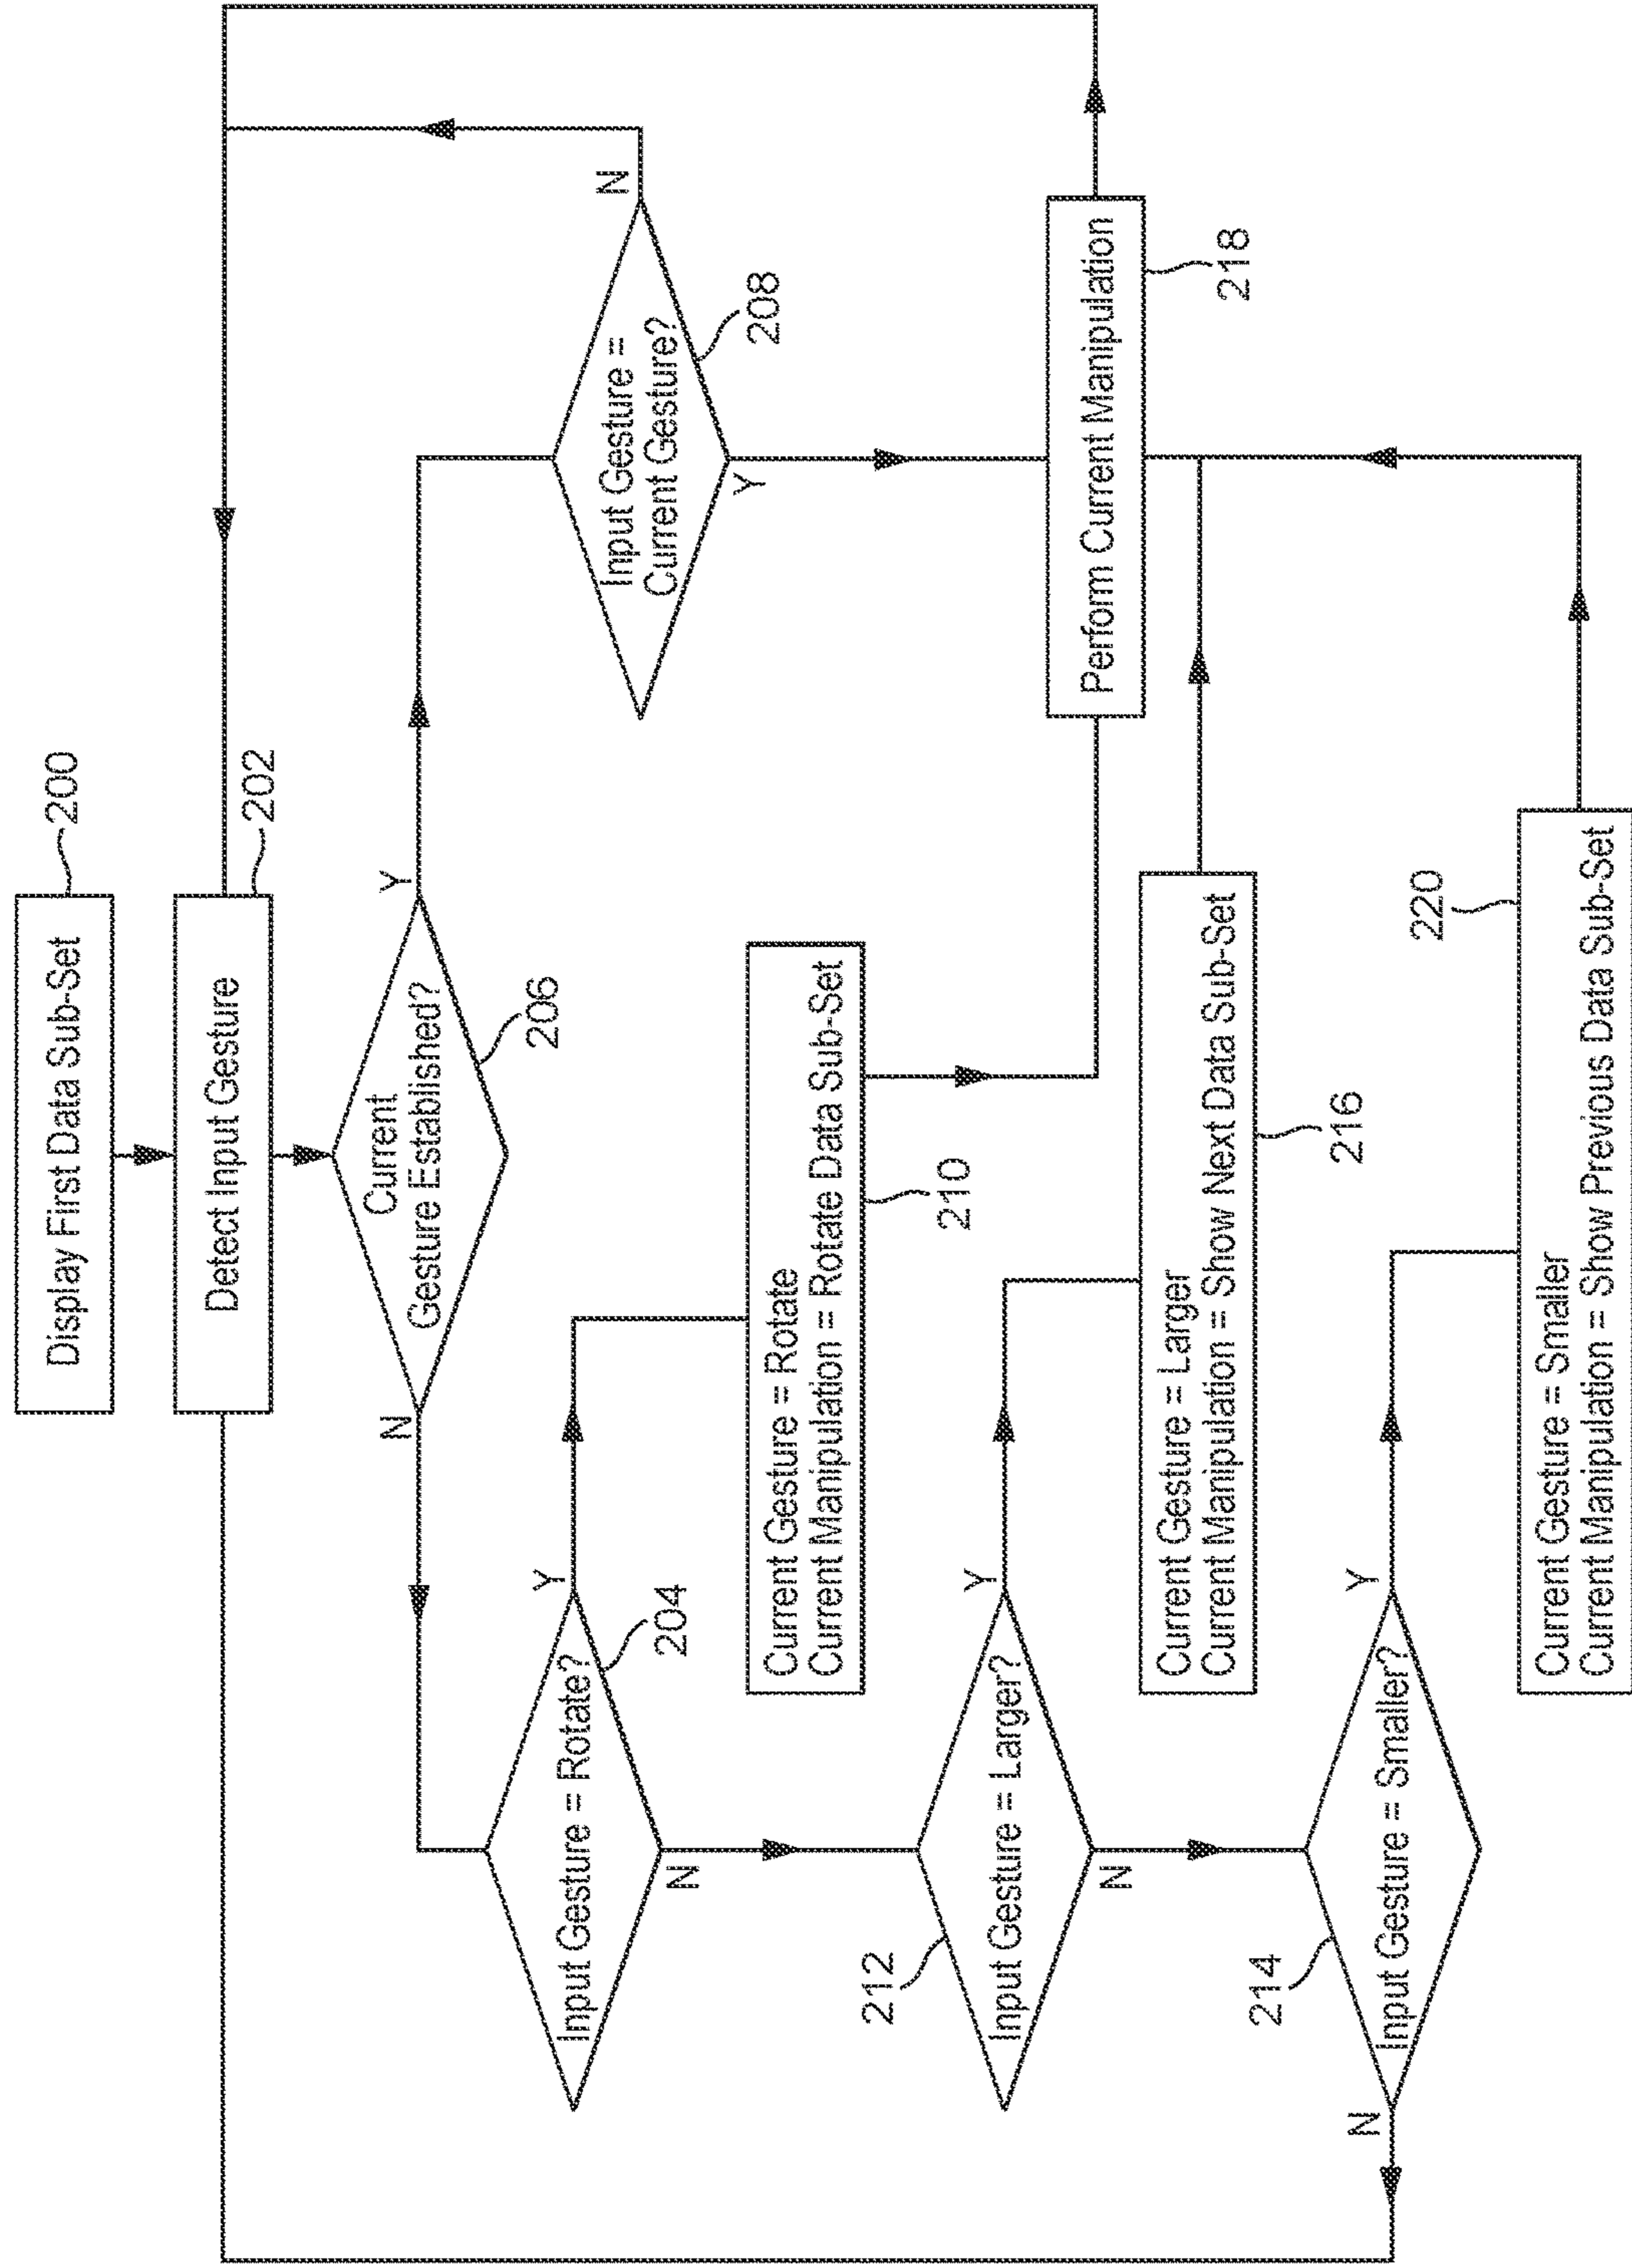 Display First Data Sub-Set
200
Detect Input Gesture
202
Current
Gesture Established?
N
Y
206
Input Gesture = Rotate?
Y
N
204
Input Gesture =
Current Gesture?
N
Y
208
Current Gesture = Rotate
Current Manipulation = Rotate Data Sub-Set
210
212
Input Gesture = Larger?
Y
N
Perform Current Manipulation
218
Current Gesture = Larger
Current Manipulation = Show Next Data Sub-Set
216
214
Input Gesture = Smaller?
N
Y
220
Current Gesture = Smaller
Current Manipulation = Show Previous Data Sub-Set